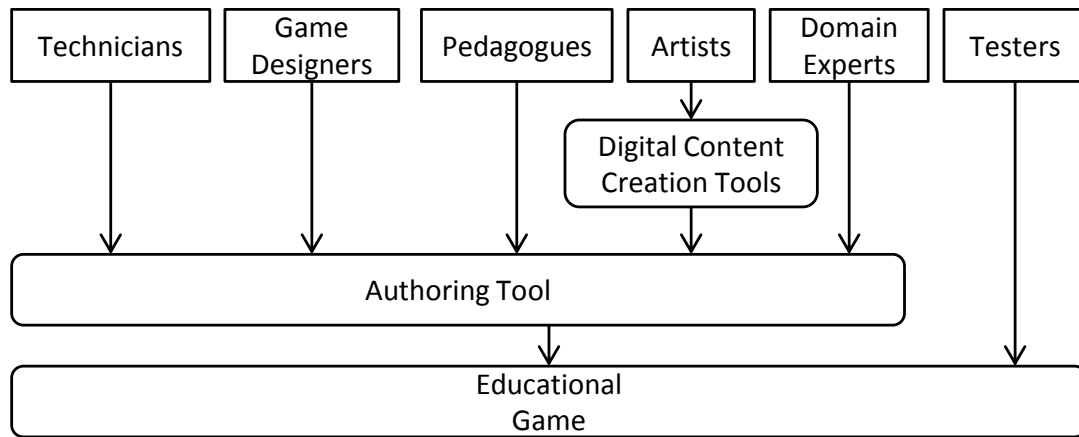 Technicians
Game
Designers
Pedagogues
Artists
Domain
Experts
Testers
Digital Content
Creation Tools
Authoring Tool
Educational
Game